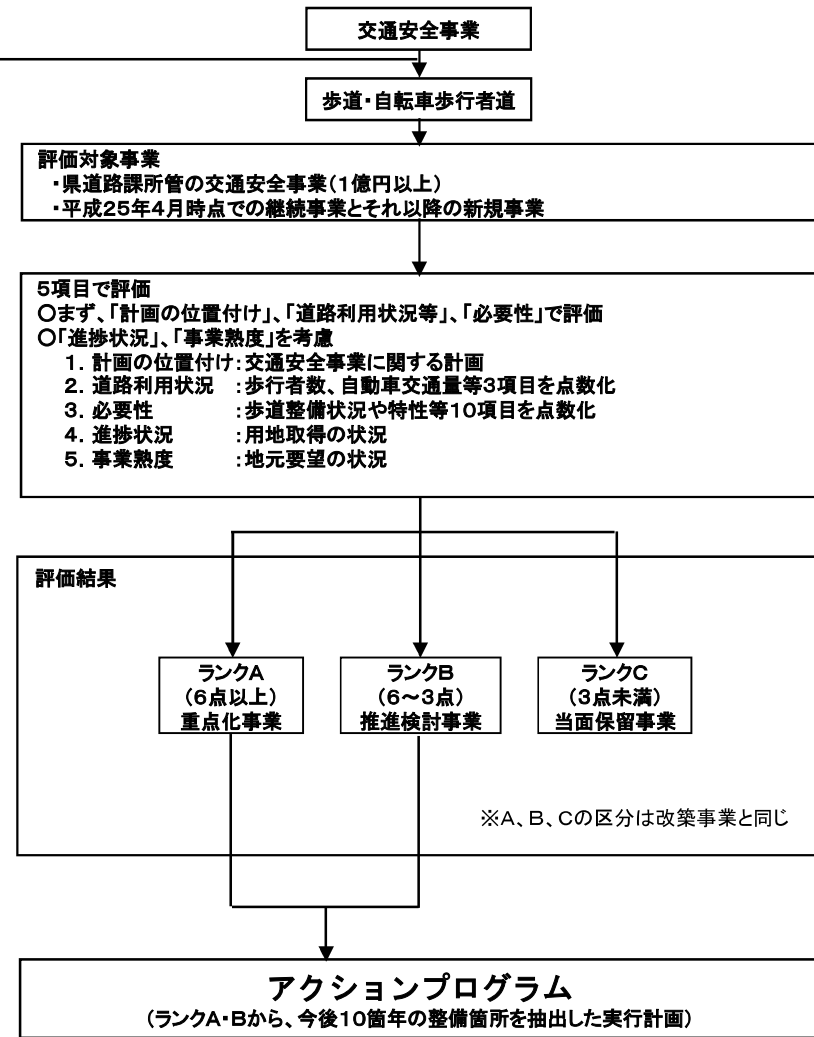 交通安全事業
歩道・自転車歩行者道
評価対象事業
・県道路課所管の交通安全事業(1億円以上)
・平成25年4月時点での継続事業とそれ以降の新規事業
5項目で評価
○まず、「計画の位置付け」、「道路利用状況等」、「必要性」で評価
○「進捗状況」、「事業熟度」を考慮
1. 計画の位置付け:交通安全事業に関する計画
2. 道路利用状況 :歩行者数、自動車交通量等3項目を点数化
3. 必要性 :歩道整備状況や特性等10項目を点数化
4. 進捗状況 :用地取得の状況
5. 事業熟度 :地元要望の状況
評価結果
ランクA
(6点以上)
重点化事業
ランクB
(6~3点)
推進検討事業
ランクC
(3点未満)
当面保留事業
※A、B、Cの区分は改築事業と同じ
アクションプログラム
(ランクA・Bから、今後10箇年の整備箇所を抽出した実行計画)